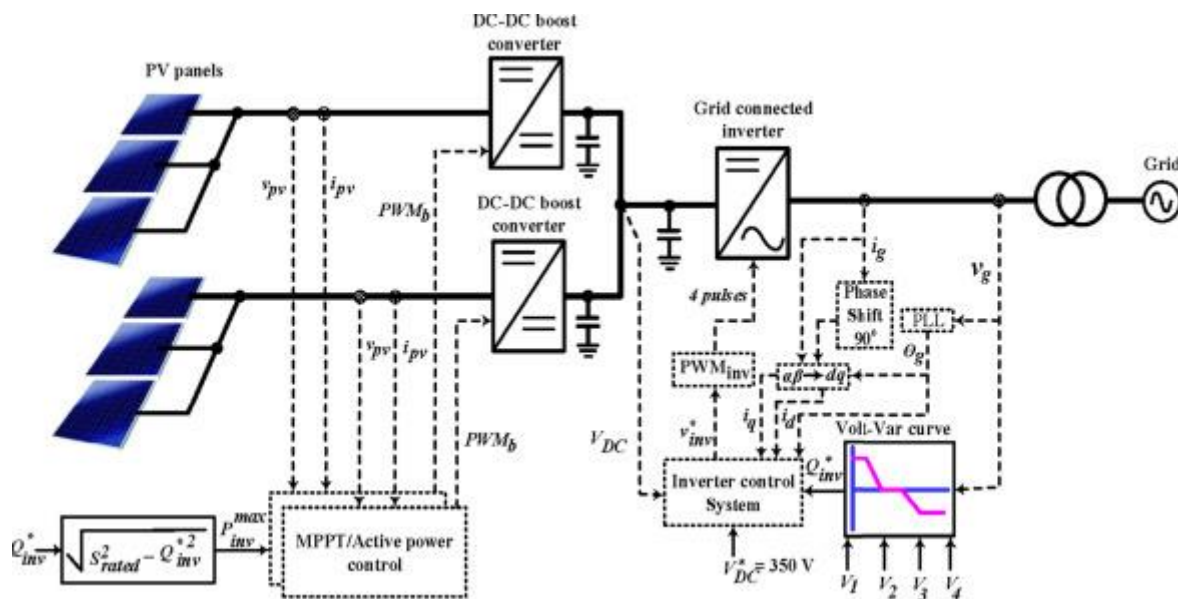 DC-DC boost
converter
PV panels
Grid connected
inverter
Grid
v_pv
i_pv
PWM_b
DC-DC boost
converter
i_g
v_g
4 pulses
Phase
Shift
90°
PLL
θ_g
v_pv
i_pv
PWM_inv
αβ dq
PWM_b
V_DC
v*_inv
i_q
i_d
Volt-Var curve
Inverter control
System
Q*_inv
Q*_inv
√S²_rated − Q*²_inv
P^max_inv
MPPT/Active power
control
V*_DC = 350 V
V_1
V_2
V_3
V_4